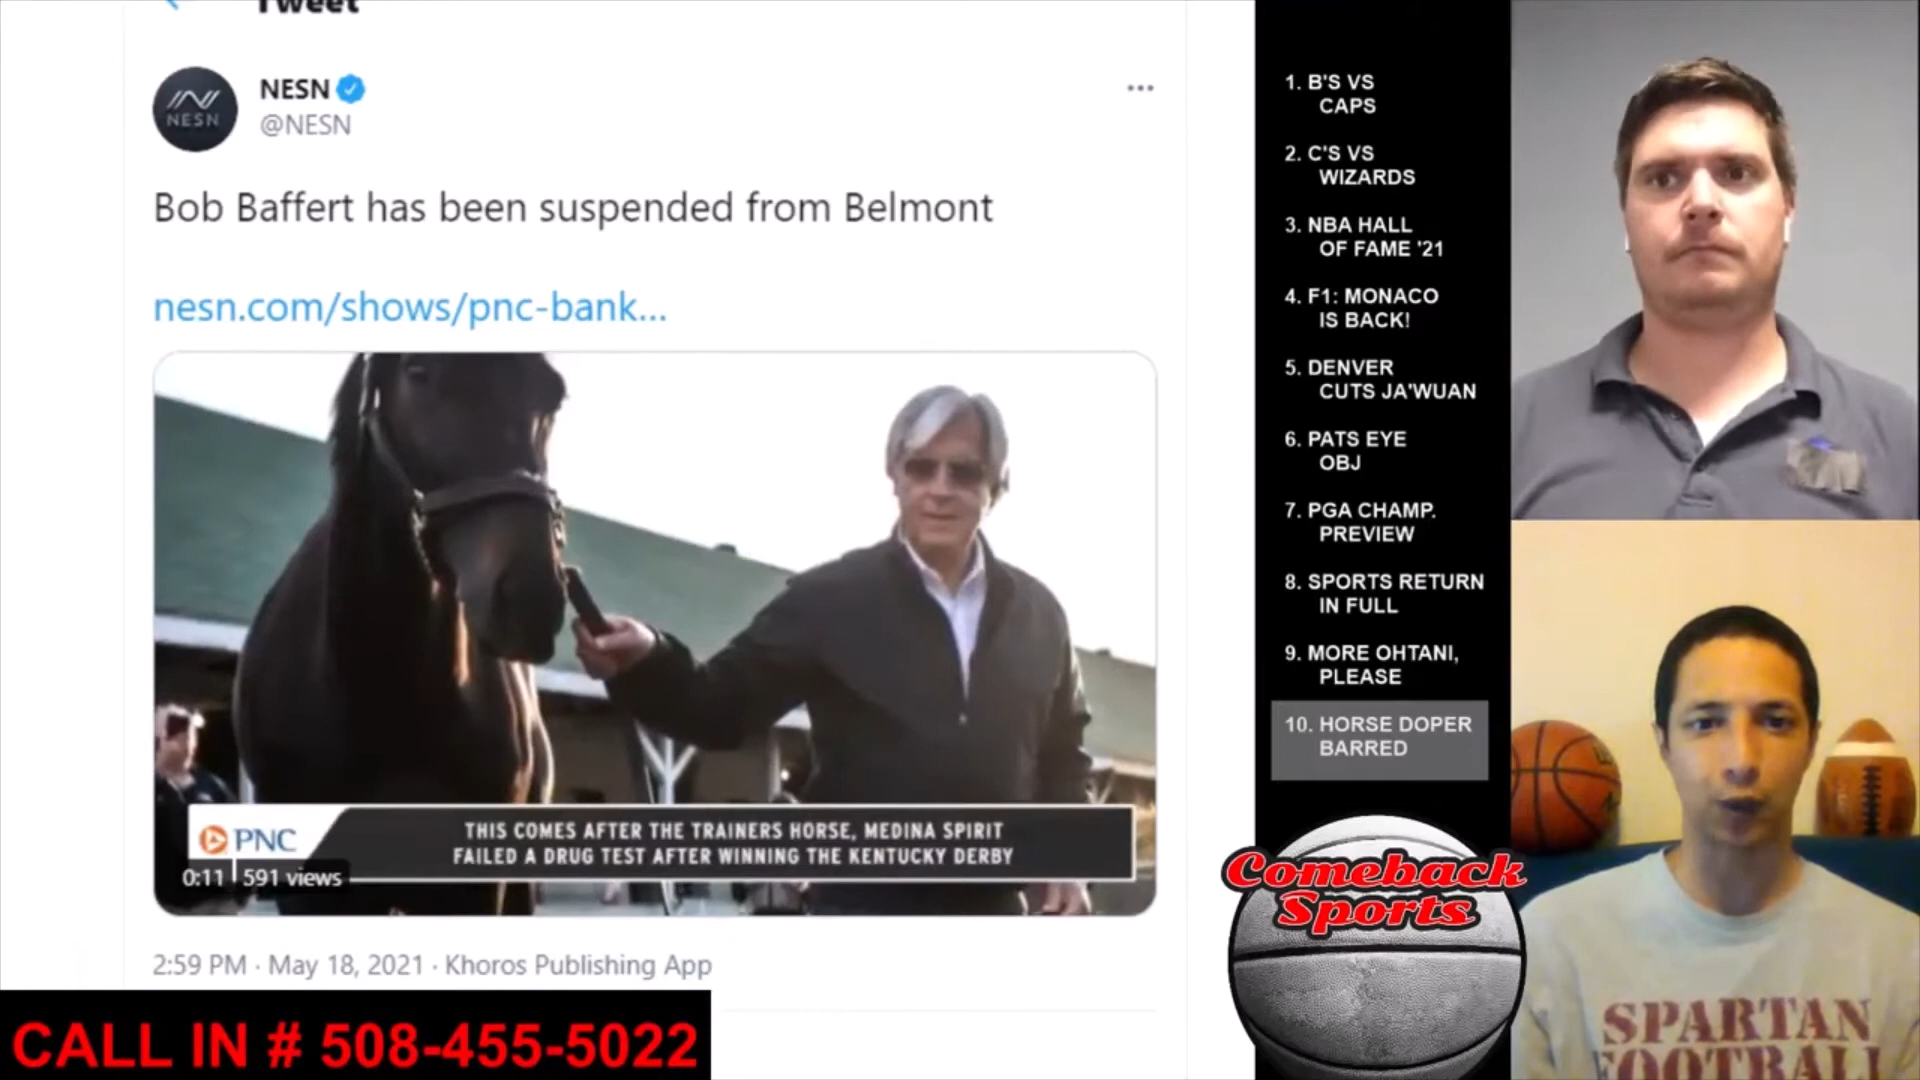 Tweet
NESN
@NESN
NESN
Bob Baffert has been suspended from Belmont
nesn.com/shows/pnc-bank...
PNC
THIS COMES AFTER THE TRAINERS HORSE, MEDINA SPIRIT
FAILED A DRUG TEST AFTER WINNING THE KENTUCKY DERBY
0:11 591 views
2:59 PM · May 18, 2021 · Khoros Publishing App
CALL IN # 508-455-5022
1. B'S VS
CAPS
2. C'S VS
WIZARDS
3. NBA HALL
OF FAME '21
4. F1: MONACO
IS BACK!
5. DENVER
CUTS JA'WUAN
6. PATS EYE
OBJ
7. PGA CHAMP.
PREVIEW
8. SPORTS RETURN
IN FULL
9. MORE OHTANI,
PLEASE
10. HORSE DOPER
BARRED
Comeback
Sports
SPARTAN
FOOTBALL